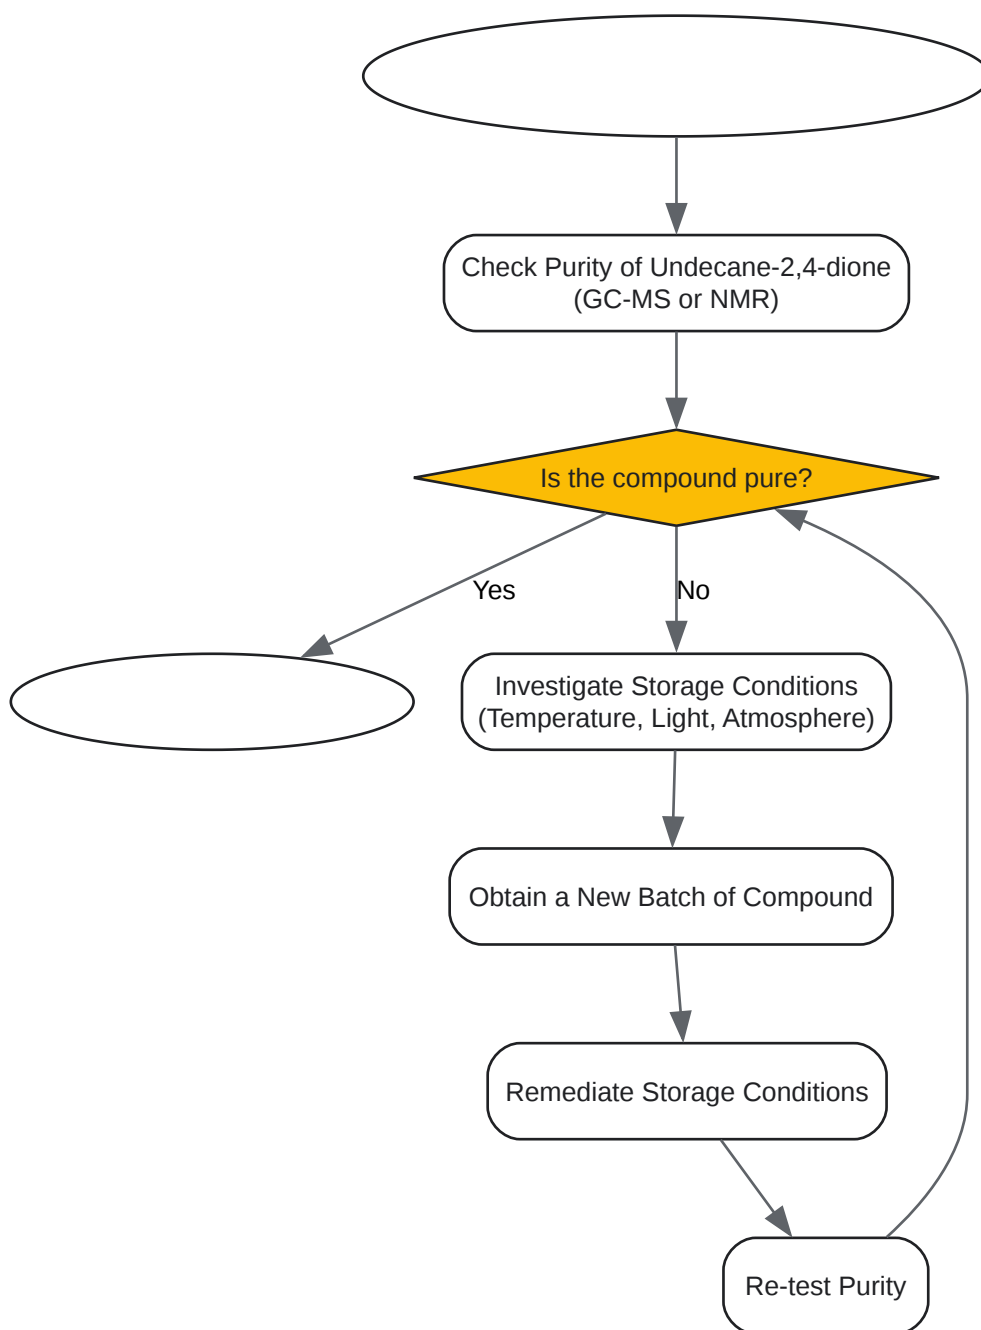 Check Purity of Undecane-2,4-dione
(GC-MS or NMR)
Is the compound pure?
Yes
No
Investigate Storage Conditions
(Temperature, Light, Atmosphere)
Obtain a New Batch of Compound
Remediate Storage Conditions
Re-test Purity